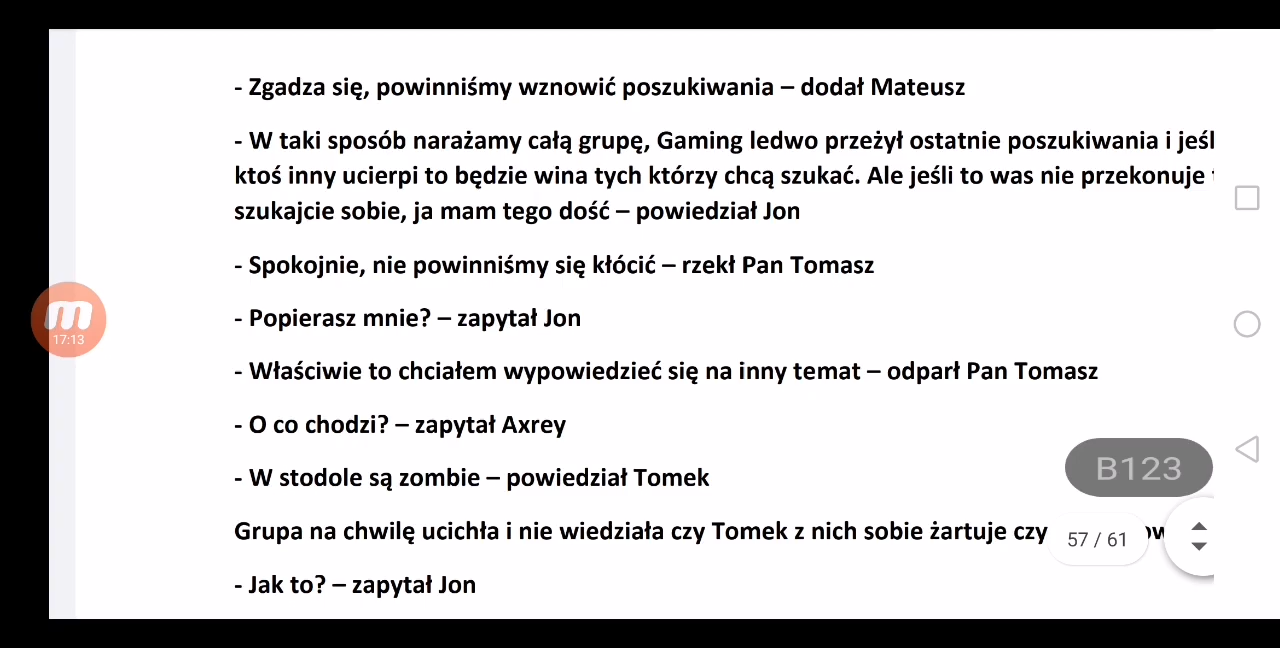 - Zgadza się, powinniśmy wznowić poszukiwania – dodał Mateusz
- W taki sposób narażamy całą grupę, Gaming ledwo przeżył ostatnie poszukiwania i jeśl
ktoś inny ucierpi to będzie wina tych którzy chcą szukać. Ale jeśli to was nie przekonuje
szukajcie sobie, ja mam tego dość – powiedział Jon
- Spokojnie, nie powinniśmy się kłócić – rzekł Pan Tomasz
m
17:13
- Popierasz mnie? – zapytał Jon
- Właściwie to chciałem wypowiedzieć się na inny temat – odparł Pan Tomasz
- O co chodzi? – zapytał Axrey
B123
- W stodole są zombie – powiedział Tomek
Grupa na chwilę ucichła i nie wiedziała czy Tomek z nich sobie żartuje czy
57 / 61
- Jak to? – zapytał Jon